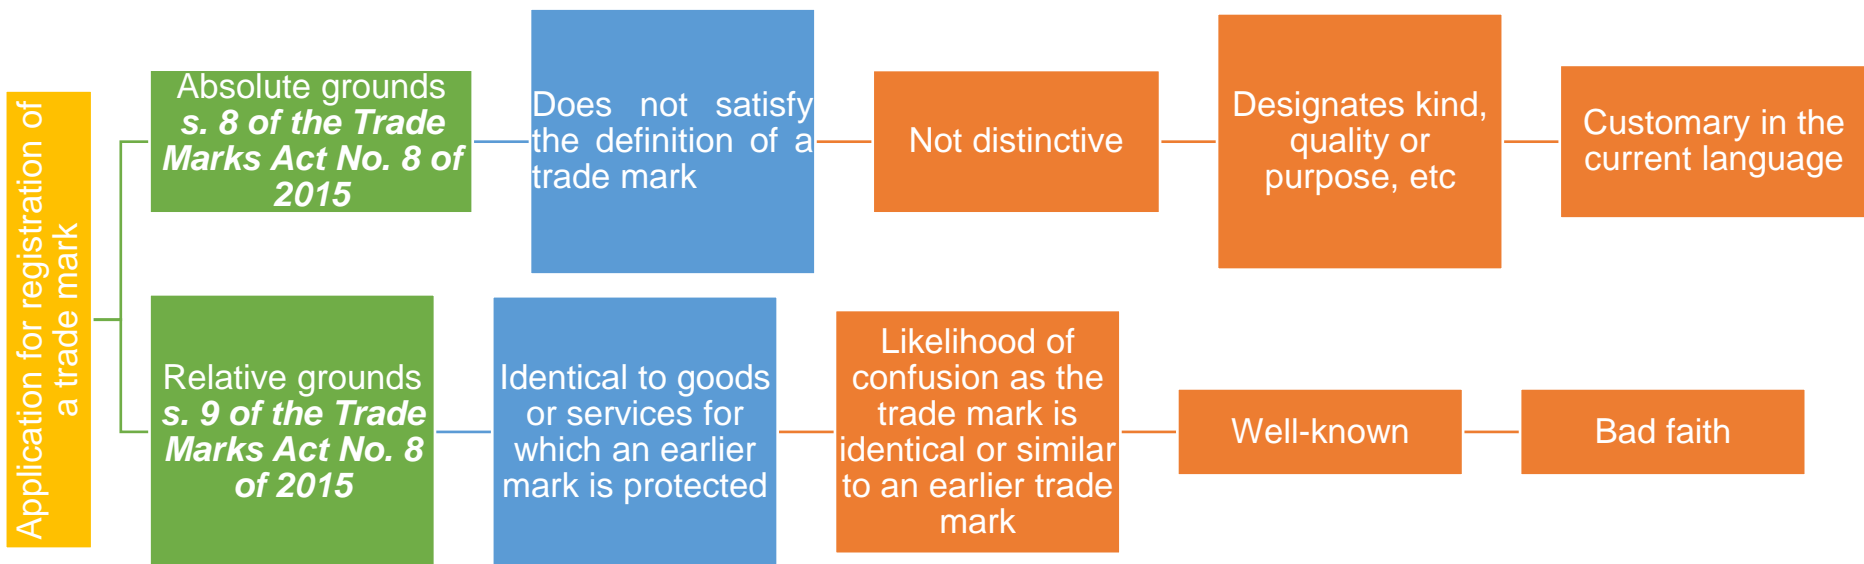 Application for registration of
a trade mark
Absolute grounds
s. 8 of the Trade
Marks Act No. 8 of
2015
Does not satisfy
the definition of a
trade mark
Not distinctive
Designates kind,
quality or
purpose, etc
Customary in the
current language
Relative grounds
s. 9 of the Trade
Marks Act No. 8
of 2015
Identical to goods
or services for
which an earlier
mark is protected
Likelihood of
confusion as the
trade mark is
identical or similar
to an earlier trade
mark
Well-known
Bad faith